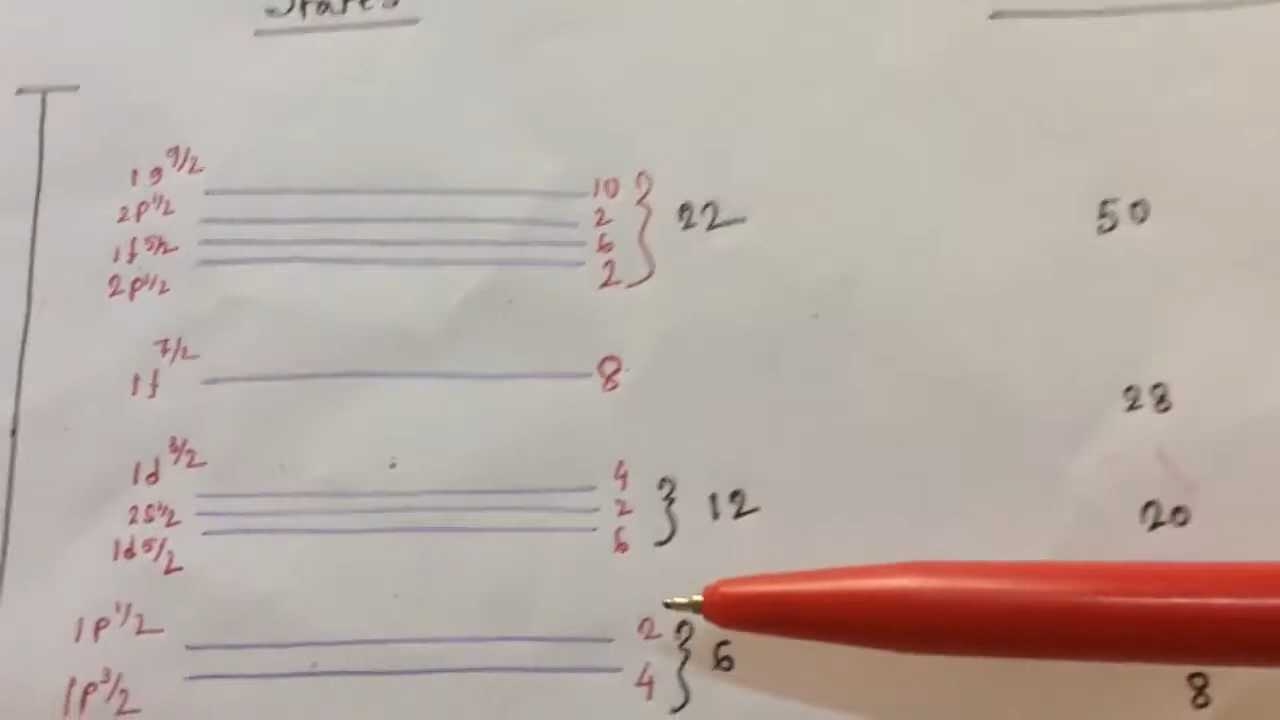 States
1g 9/2 10
2p 1/2 2 22 50
1f 5/2 6
2p 1/2 2
1f 7/2 8 28
1d 3/2 4
2s 1/2 2 12 20
1d 5/2 6
1p 1/2 2
6
1p 3/2 4 8